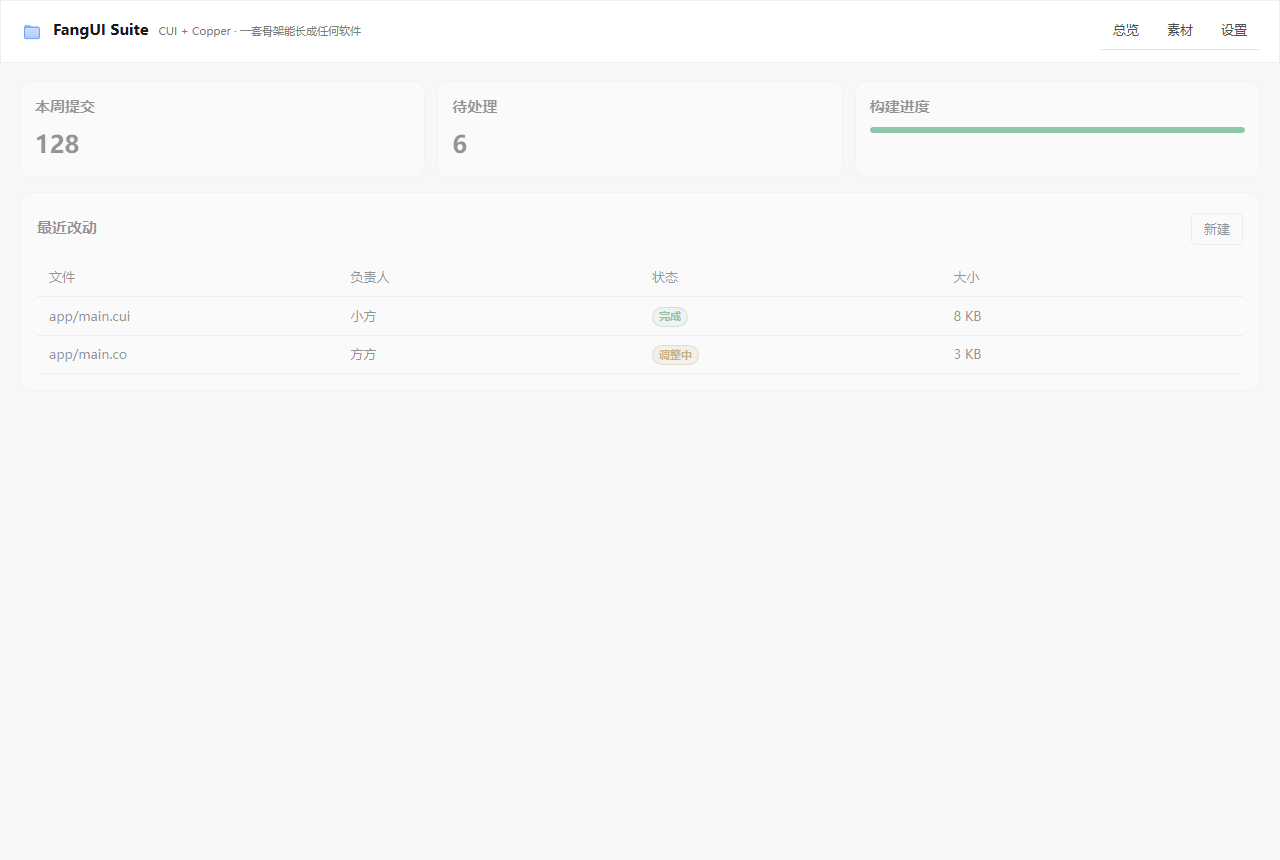 FangUI Suite CUI + Copper · 一套骨架能长成任何软件 总览 素材 设置
本周提交 待处理 构建进度
128 6
最近改动 新建
文件 负责人 状态 大小
app/main.cui 小方 完成 8 KB
app/main.co 方方 调整中 3 KB